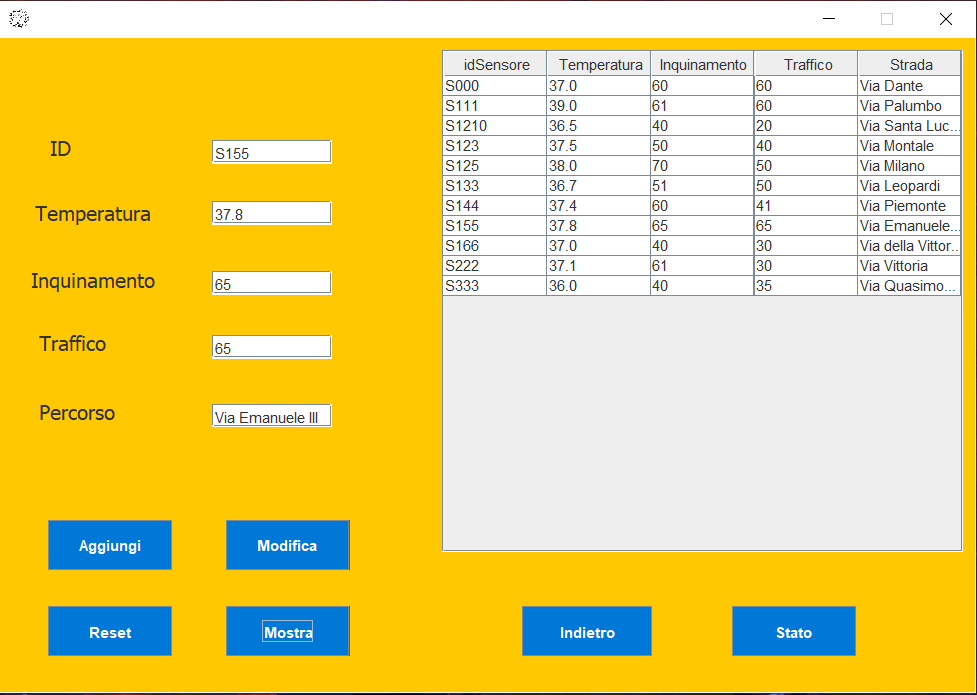 ID
S155
Temperatura
37.8
Inquinamento
65
Traffico
65
Percorso
Via Emanuele III
Aggiungi
Modifica
Reset
Mostra
idSensore Temperatura Inquinamento Traffico Strada
S000 37.0 60 60 Via Dante
S111 39.0 61 60 Via Palumbo
S1210 36.5 40 20 Via Santa Luc...
S123 37.5 50 40 Via Montale
S125 38.0 70 50 Via Milano
S133 36.7 51 50 Via Leopardi
S144 37.4 60 41 Via Piemonte
S155 37.8 65 65 Via Emanuele...
S166 37.0 40 30 Via della Vittor...
S222 37.1 61 30 Via Vittoria
S333 36.0 40 35 Via Quasimo...
Indietro
Stato